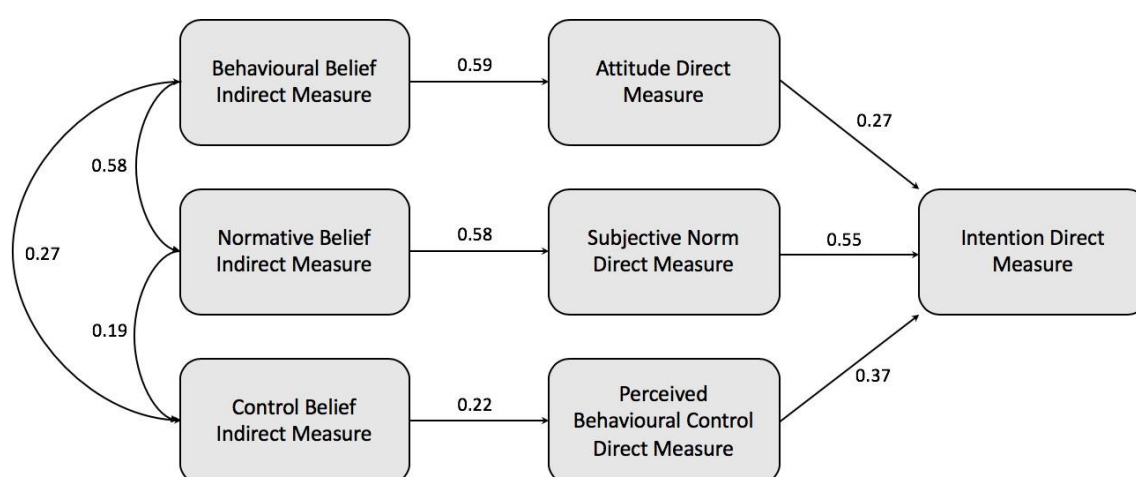 Behavioural Belief
Indirect Measure
0.59
Attitude Direct
Measure
0.27
0.58
Normative Belief
Indirect Measure
0.58
Subjective Norm
Direct Measure
0.55
Intention Direct
Measure
0.27
0.19
Control Belief
Indirect Measure
0.22
Perceived
Behavioural Control
Direct Measure
0.37